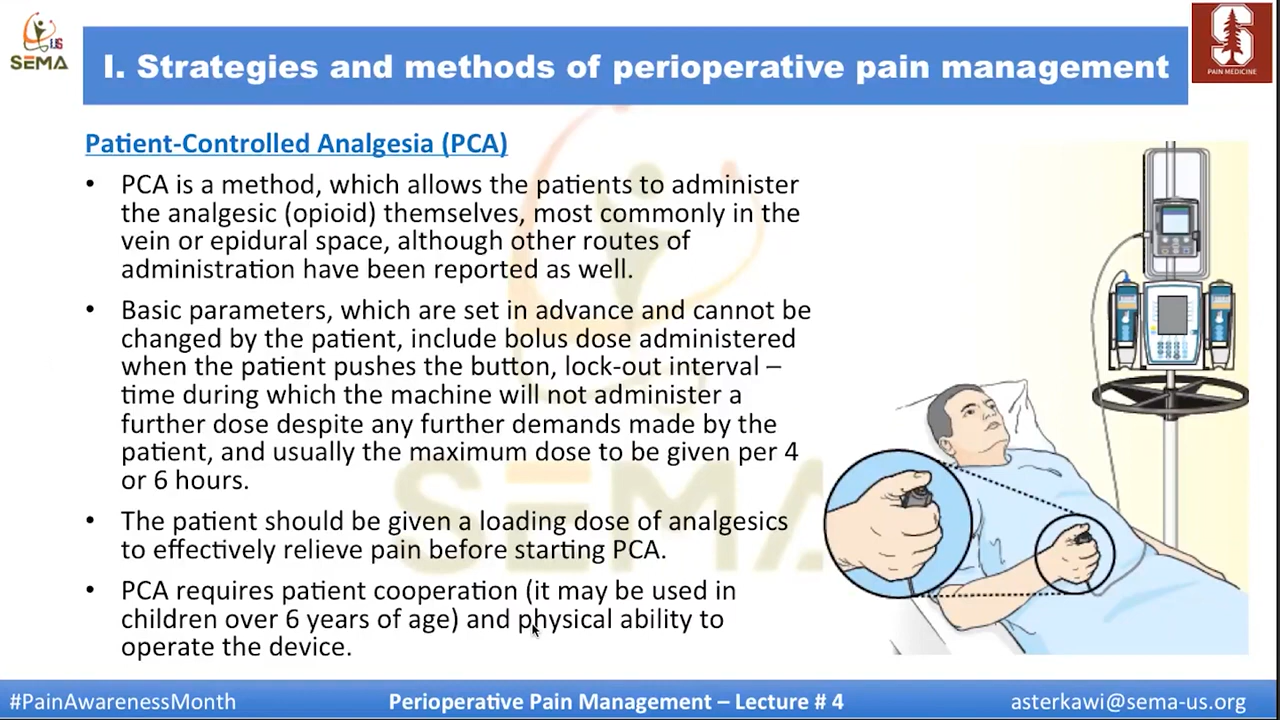 US
SEMA
I. Strategies and methods of perioperative pain management
S
PAIN MEDICINE
Patient-Controlled Analgesia (PCA)
• PCA is a method, which allows the patients to administer
the analgesic (opioid) themselves, most commonly in the
vein or epidural space, although other routes of
administration have been reported as well.
• Basic parameters, which are set in advance and cannot be
changed by the patient, include bolus dose administered
when the patient pushes the button, lock-out interval –
time during which the machine will not administer a
further dose despite any further demands made by the
patient, and usually the maximum dose to be given per 4
or 6 hours.
• The patient should be given a loading dose of analgesics
to effectively relieve pain before starting PCA.
• PCA requires patient cooperation (it may be used in
children over 6 years of age) and physical ability to
operate the device.
SEMA
#PainAwarenessMonth
Perioperative Pain Management – Lecture # 4
asterkawi@sema-us.org